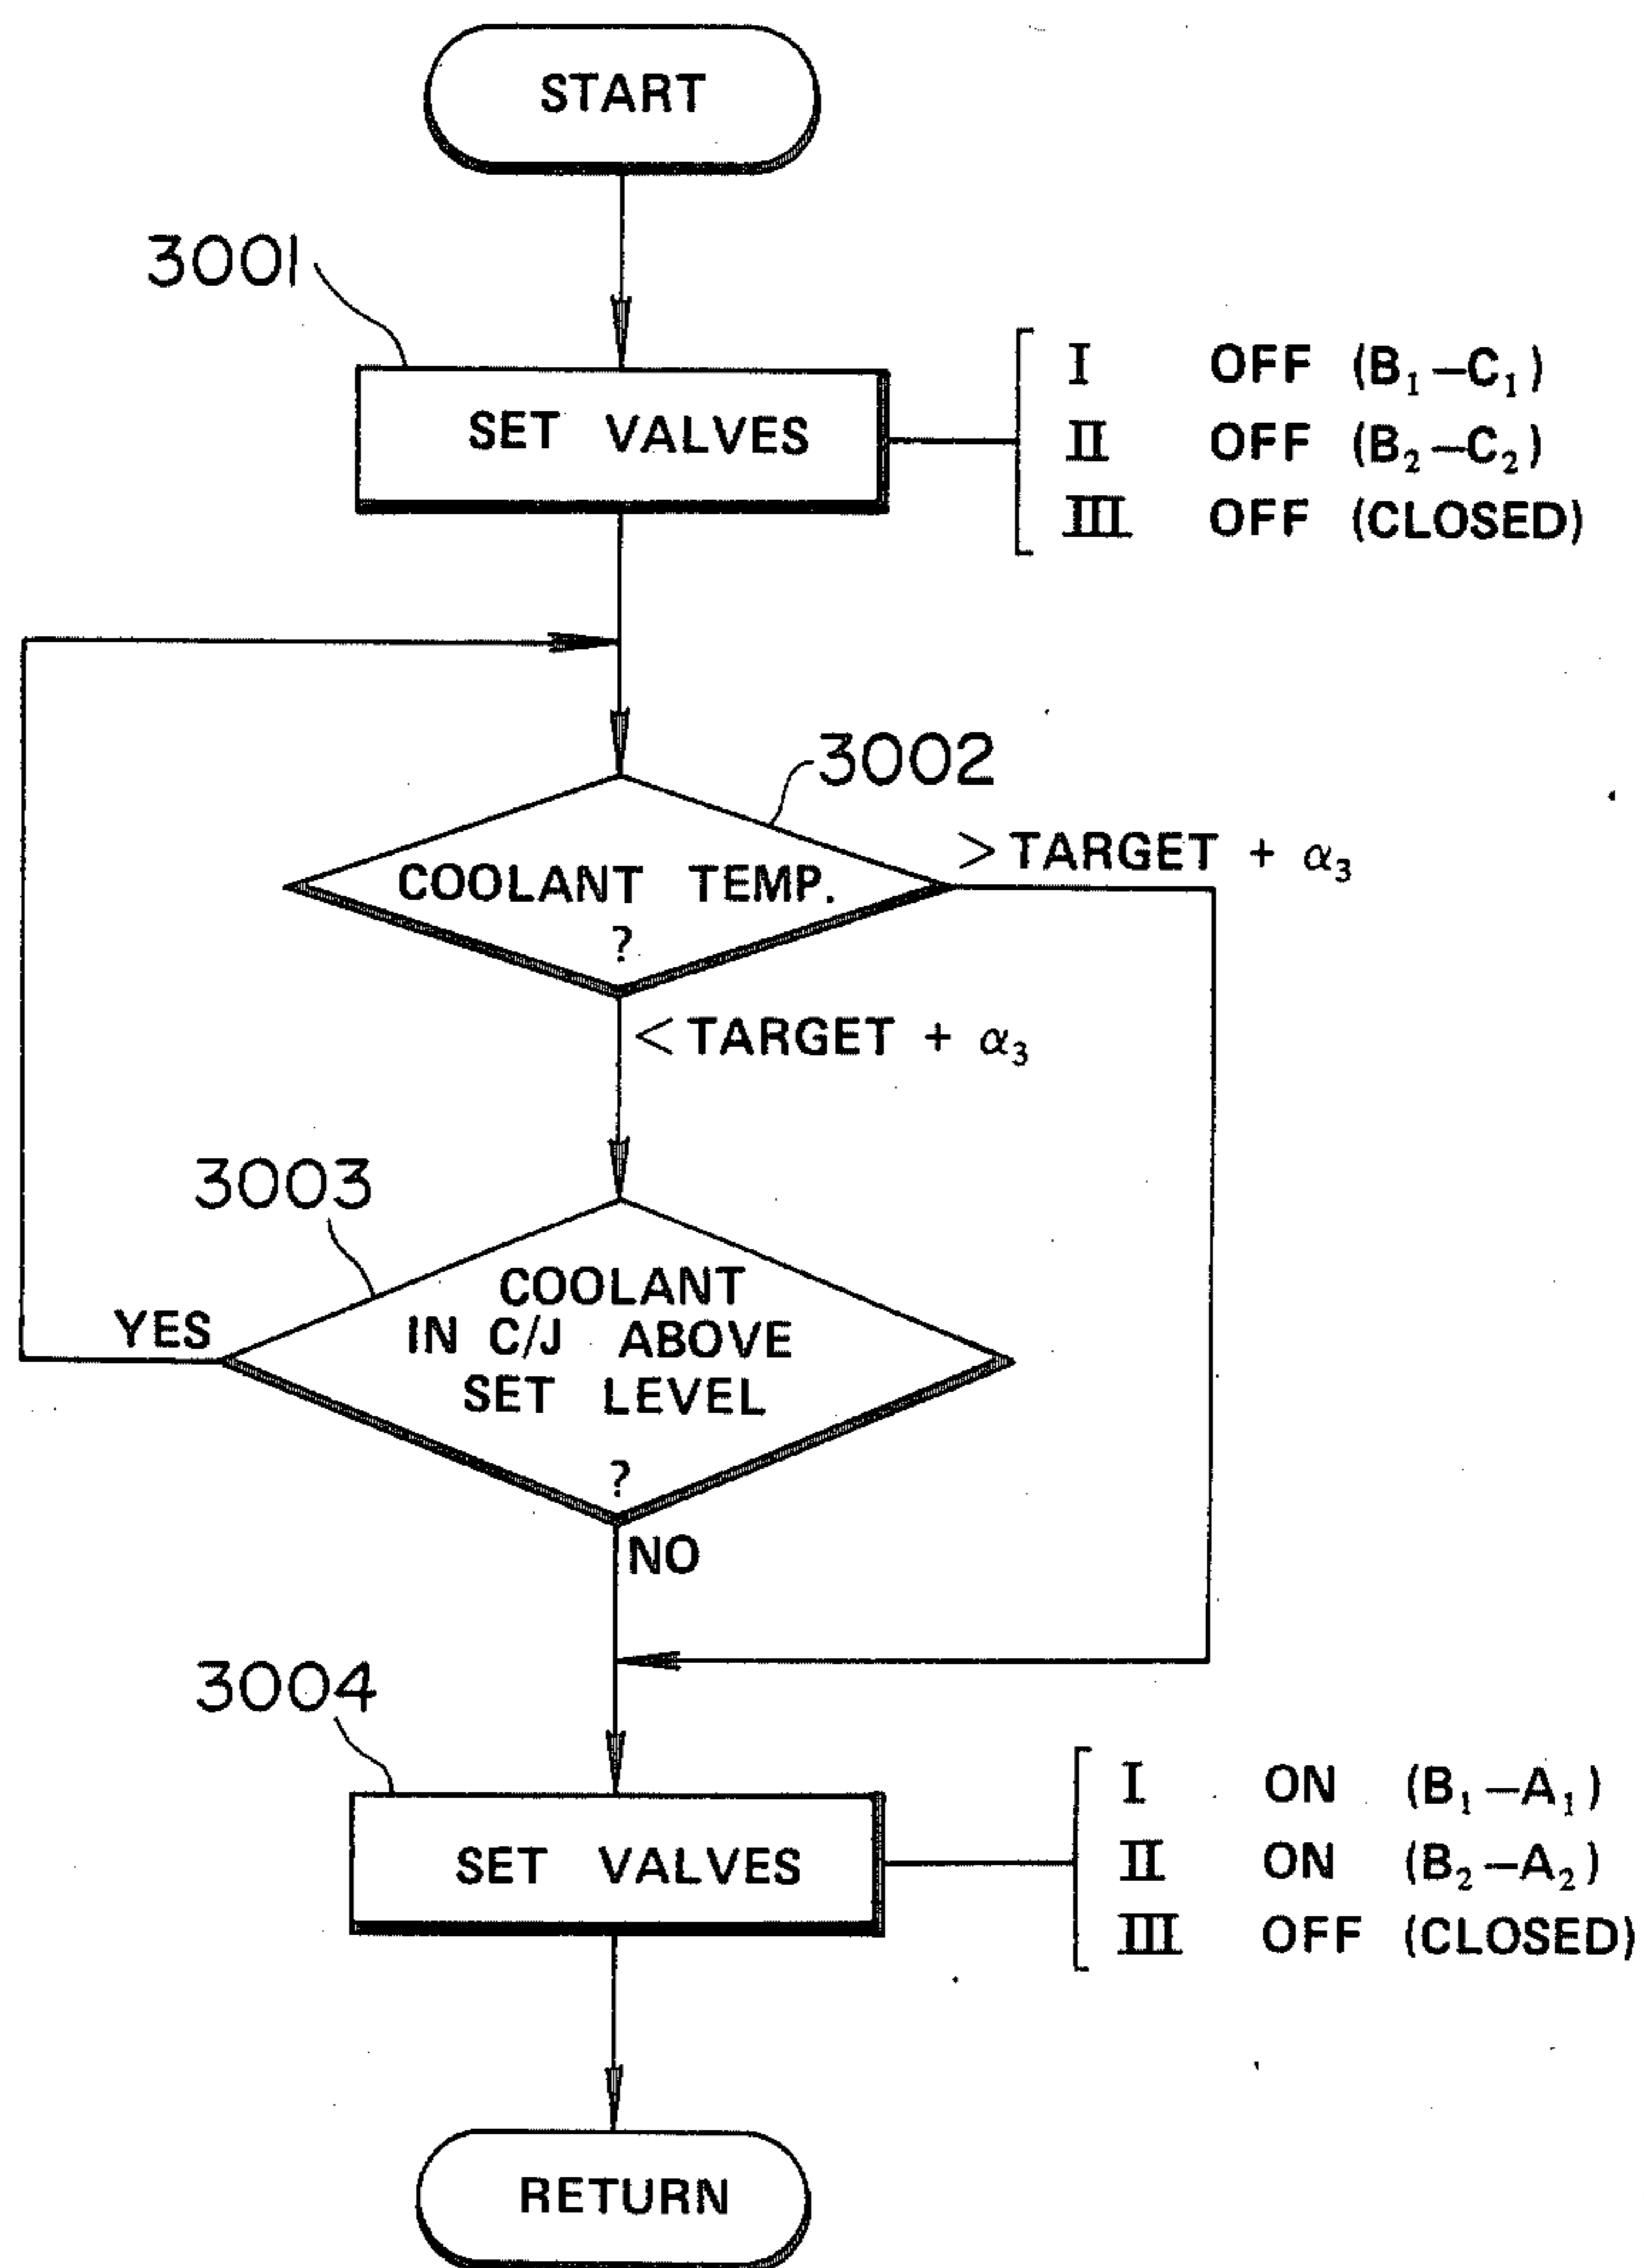 START
3001
SET VALVES
I OFF (B₁–C₁)
II OFF (B₂–C₂)
III OFF (CLOSED)
3002
COOLANT TEMP.
?
> TARGET + α₃
< TARGET + α₃
3003
COOLANT
IN C/J ABOVE
SET LEVEL
?
YES
NO
3004
SET VALVES
I ON (B₁–A₁)
II ON (B₂–A₂)
III OFF (CLOSED)
RETURN